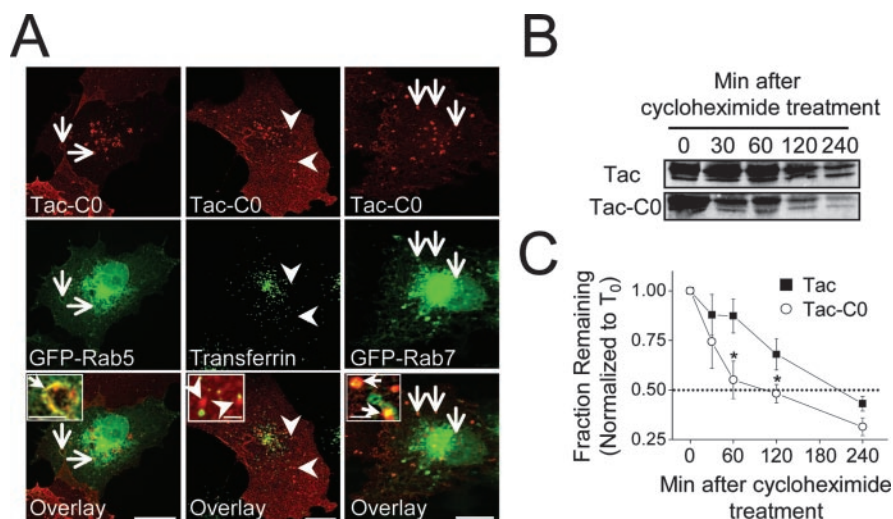 A
Tac-C0 Tac-C0 Tac-C0
GFP-Rab5 Transferrin GFP-Rab7
Overlay Overlay Overlay
B
Min after
cycloheximide treatment
0 30 60 120 240
Tac
Tac-C0
C
Fraction Remaining
(Normalized to T0)
1.00
0.75
0.50
0.25
Tac
Tac-C0
*
*
0 60 120 180 240
Min after cycloheximide
treatment